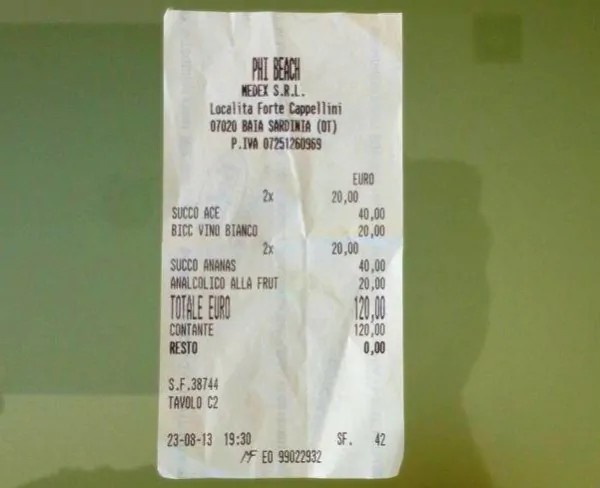 PHI BEACH
MEDEX S.R.L.
Localita Forte Cappellini
07020 BAIA SARDINIA (OT)
P.IVA 07251260969
EURO
2x 20,00
SUCCO ACE 40,00
BICC VINO BIANCO 20,00
2x 20,00
SUCCO ANANAS 40,00
ANALCOLICO ALLA FRUT 20,00
TOTALE EURO 120,00
CONTANTE 120,00
RESTO 0,00
S.F.38744
TAVOLO C2
23-08-13 19:30 SF. 42
MF EO 99022932